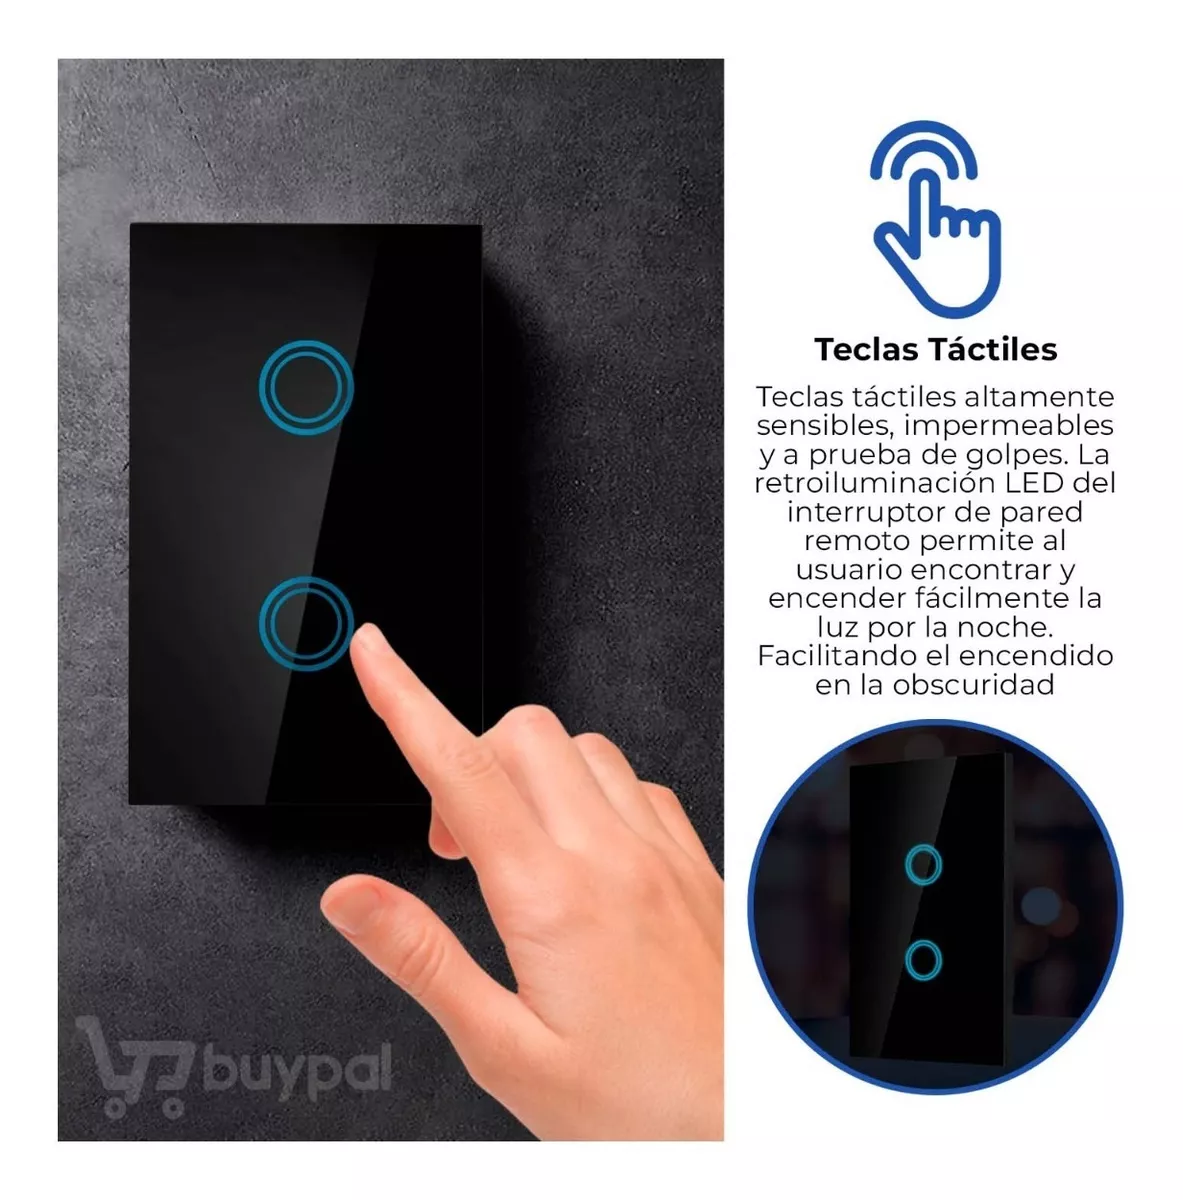 Teclas Táctiles
Teclas táctiles altamente
sensibles, impermeables
y a prueba de golpes. La
retroiluminación LED del
interruptor de pared
remoto permite al
usuario encontrar y
encender fácilmente la
luz por la noche.
Facilitando el encendido
en la obscuridad
buypal